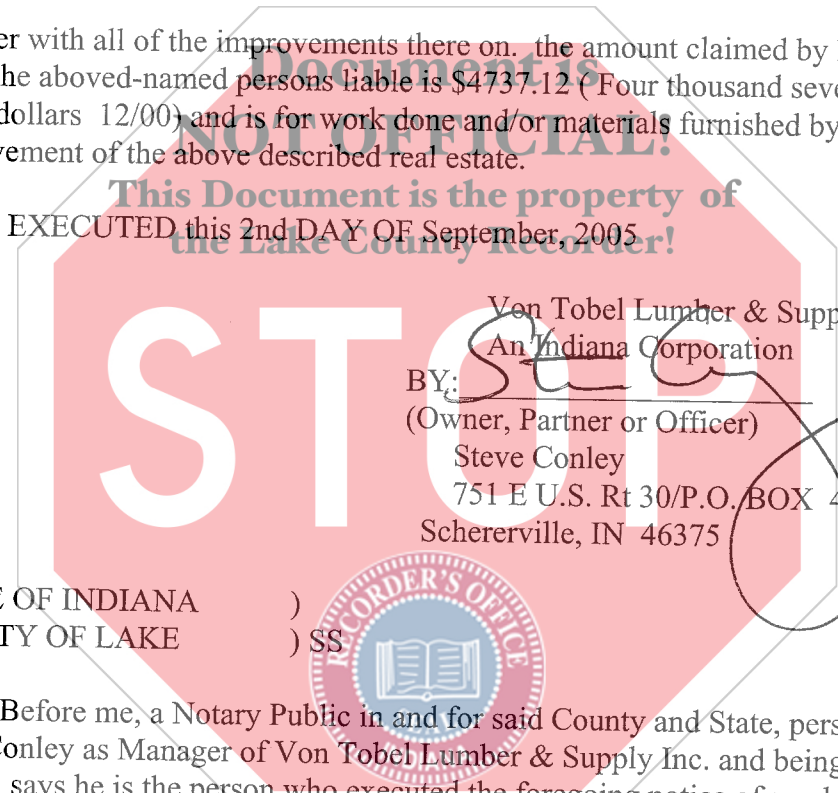 er with all of the improvements there on. the amount claimed by
Document is
he aboved-named persons liable is $4737.12 ( Four thousand seve
dollars 12/00) and is for work done and/or materials furnished by
NOT OFFICIAL!
vement of the above described real estate.
This Document is the property of
EXECUTED this 2nd DAY OF September, 2005
the Lake County Recorder!
Von Tobel Lumber & Supp
An Indiana Corporation
BY:
(Owner, Partner or Officer)
Steve Conley
751 E U.S. Rt 30/P.O. BOX 4
Schererville, IN 46375
STOP
E OF INDIANA )
TY OF LAKE ) SS
RECORDER'S OFFICE
Before me, a Notary Public in and for said County and State, pers
Conley as Manager of Von Tobel Lumber & Supply Inc. and being
says he is the person who executed the foregoing notice of